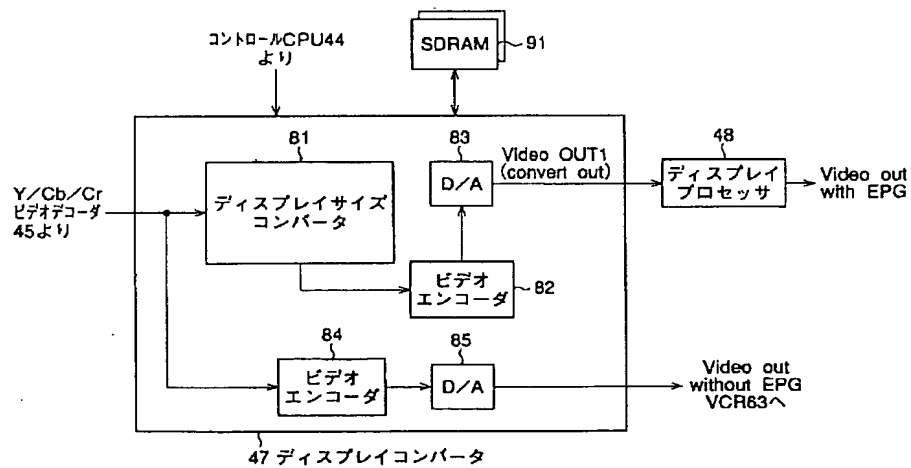 コントロールCPU44
より
SDRAM
91
81
83
48
Y/Cb/Cr
ビデオデコーダ
45より
ディスプレイサイズ
コンバータ
D/A
Video OUT1
(convert out)
ディスプレイ
プロセッサ
Video out
with EPG
ビデオ
エンコーダ
82
84
85
ビデオ
エンコーダ
D/A
Video out
without EPG
VCR63へ
47 ディスプレイコンバータ